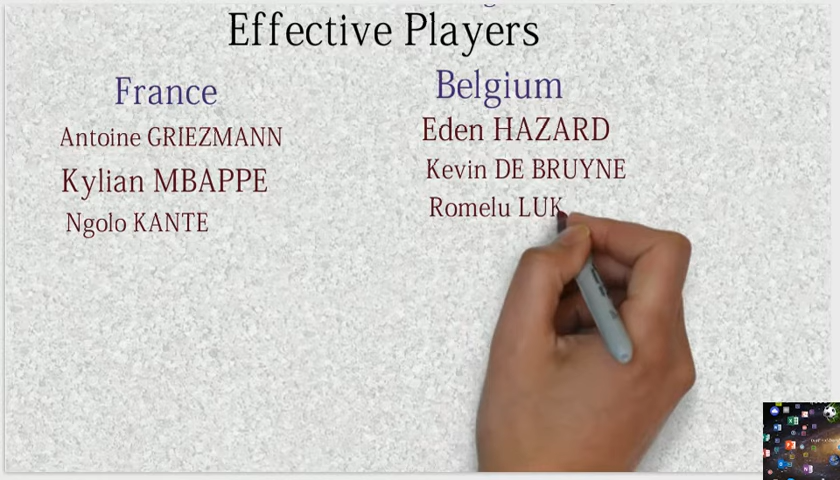 Effective Players
France
Belgium
Antoine GRIEZMANN
Eden HAZARD
Kylian MBAPPE
Kevin DE BRUYNE
Ngolo KANTE
Romelu LUK